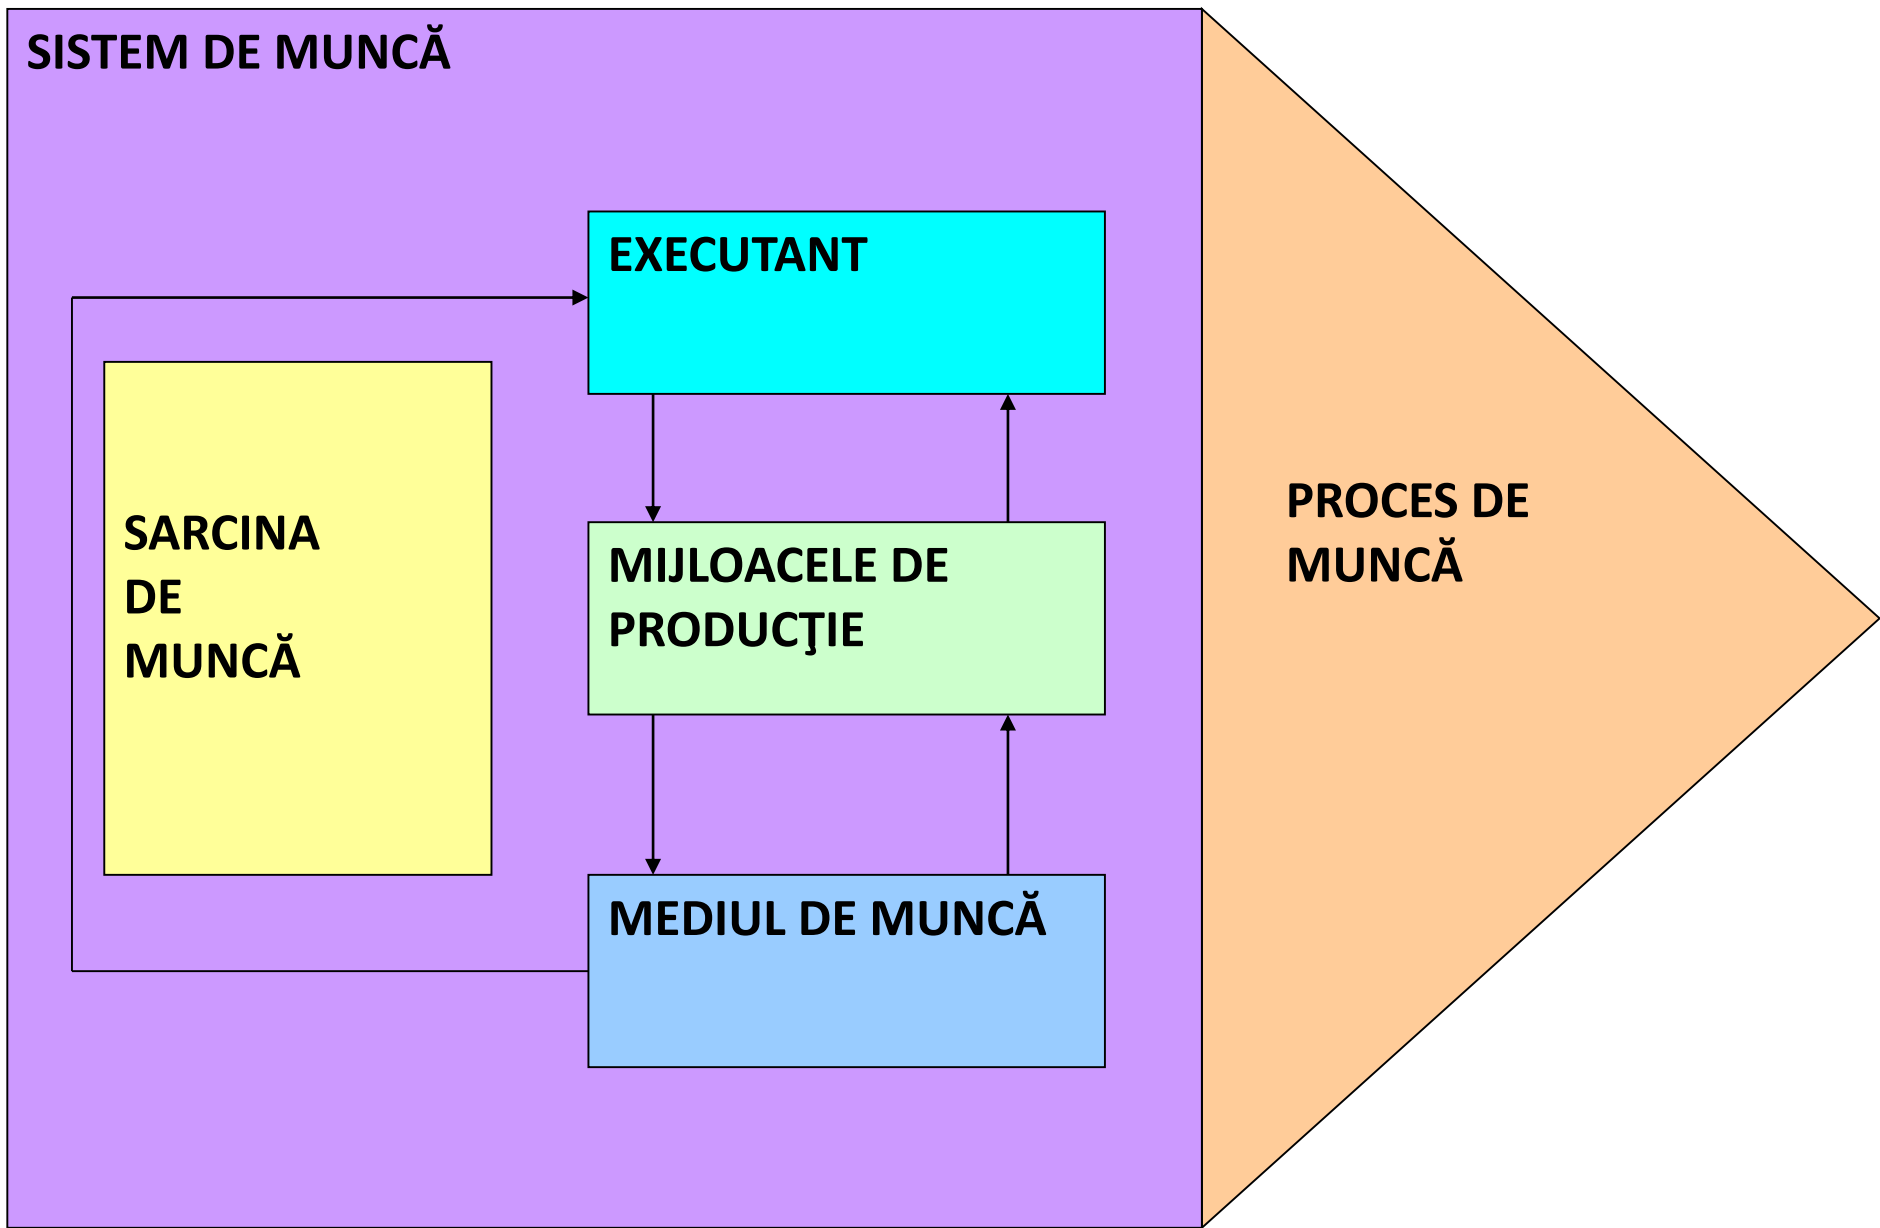 SISTEM DE MUNCĂ
EXECUTANT
SARCINA
DE
MUNCĂ
MIJLOACELE DE
PRODUCŢIE
MEDIUL DE MUNCĂ
PROCES DE
MUNCĂ